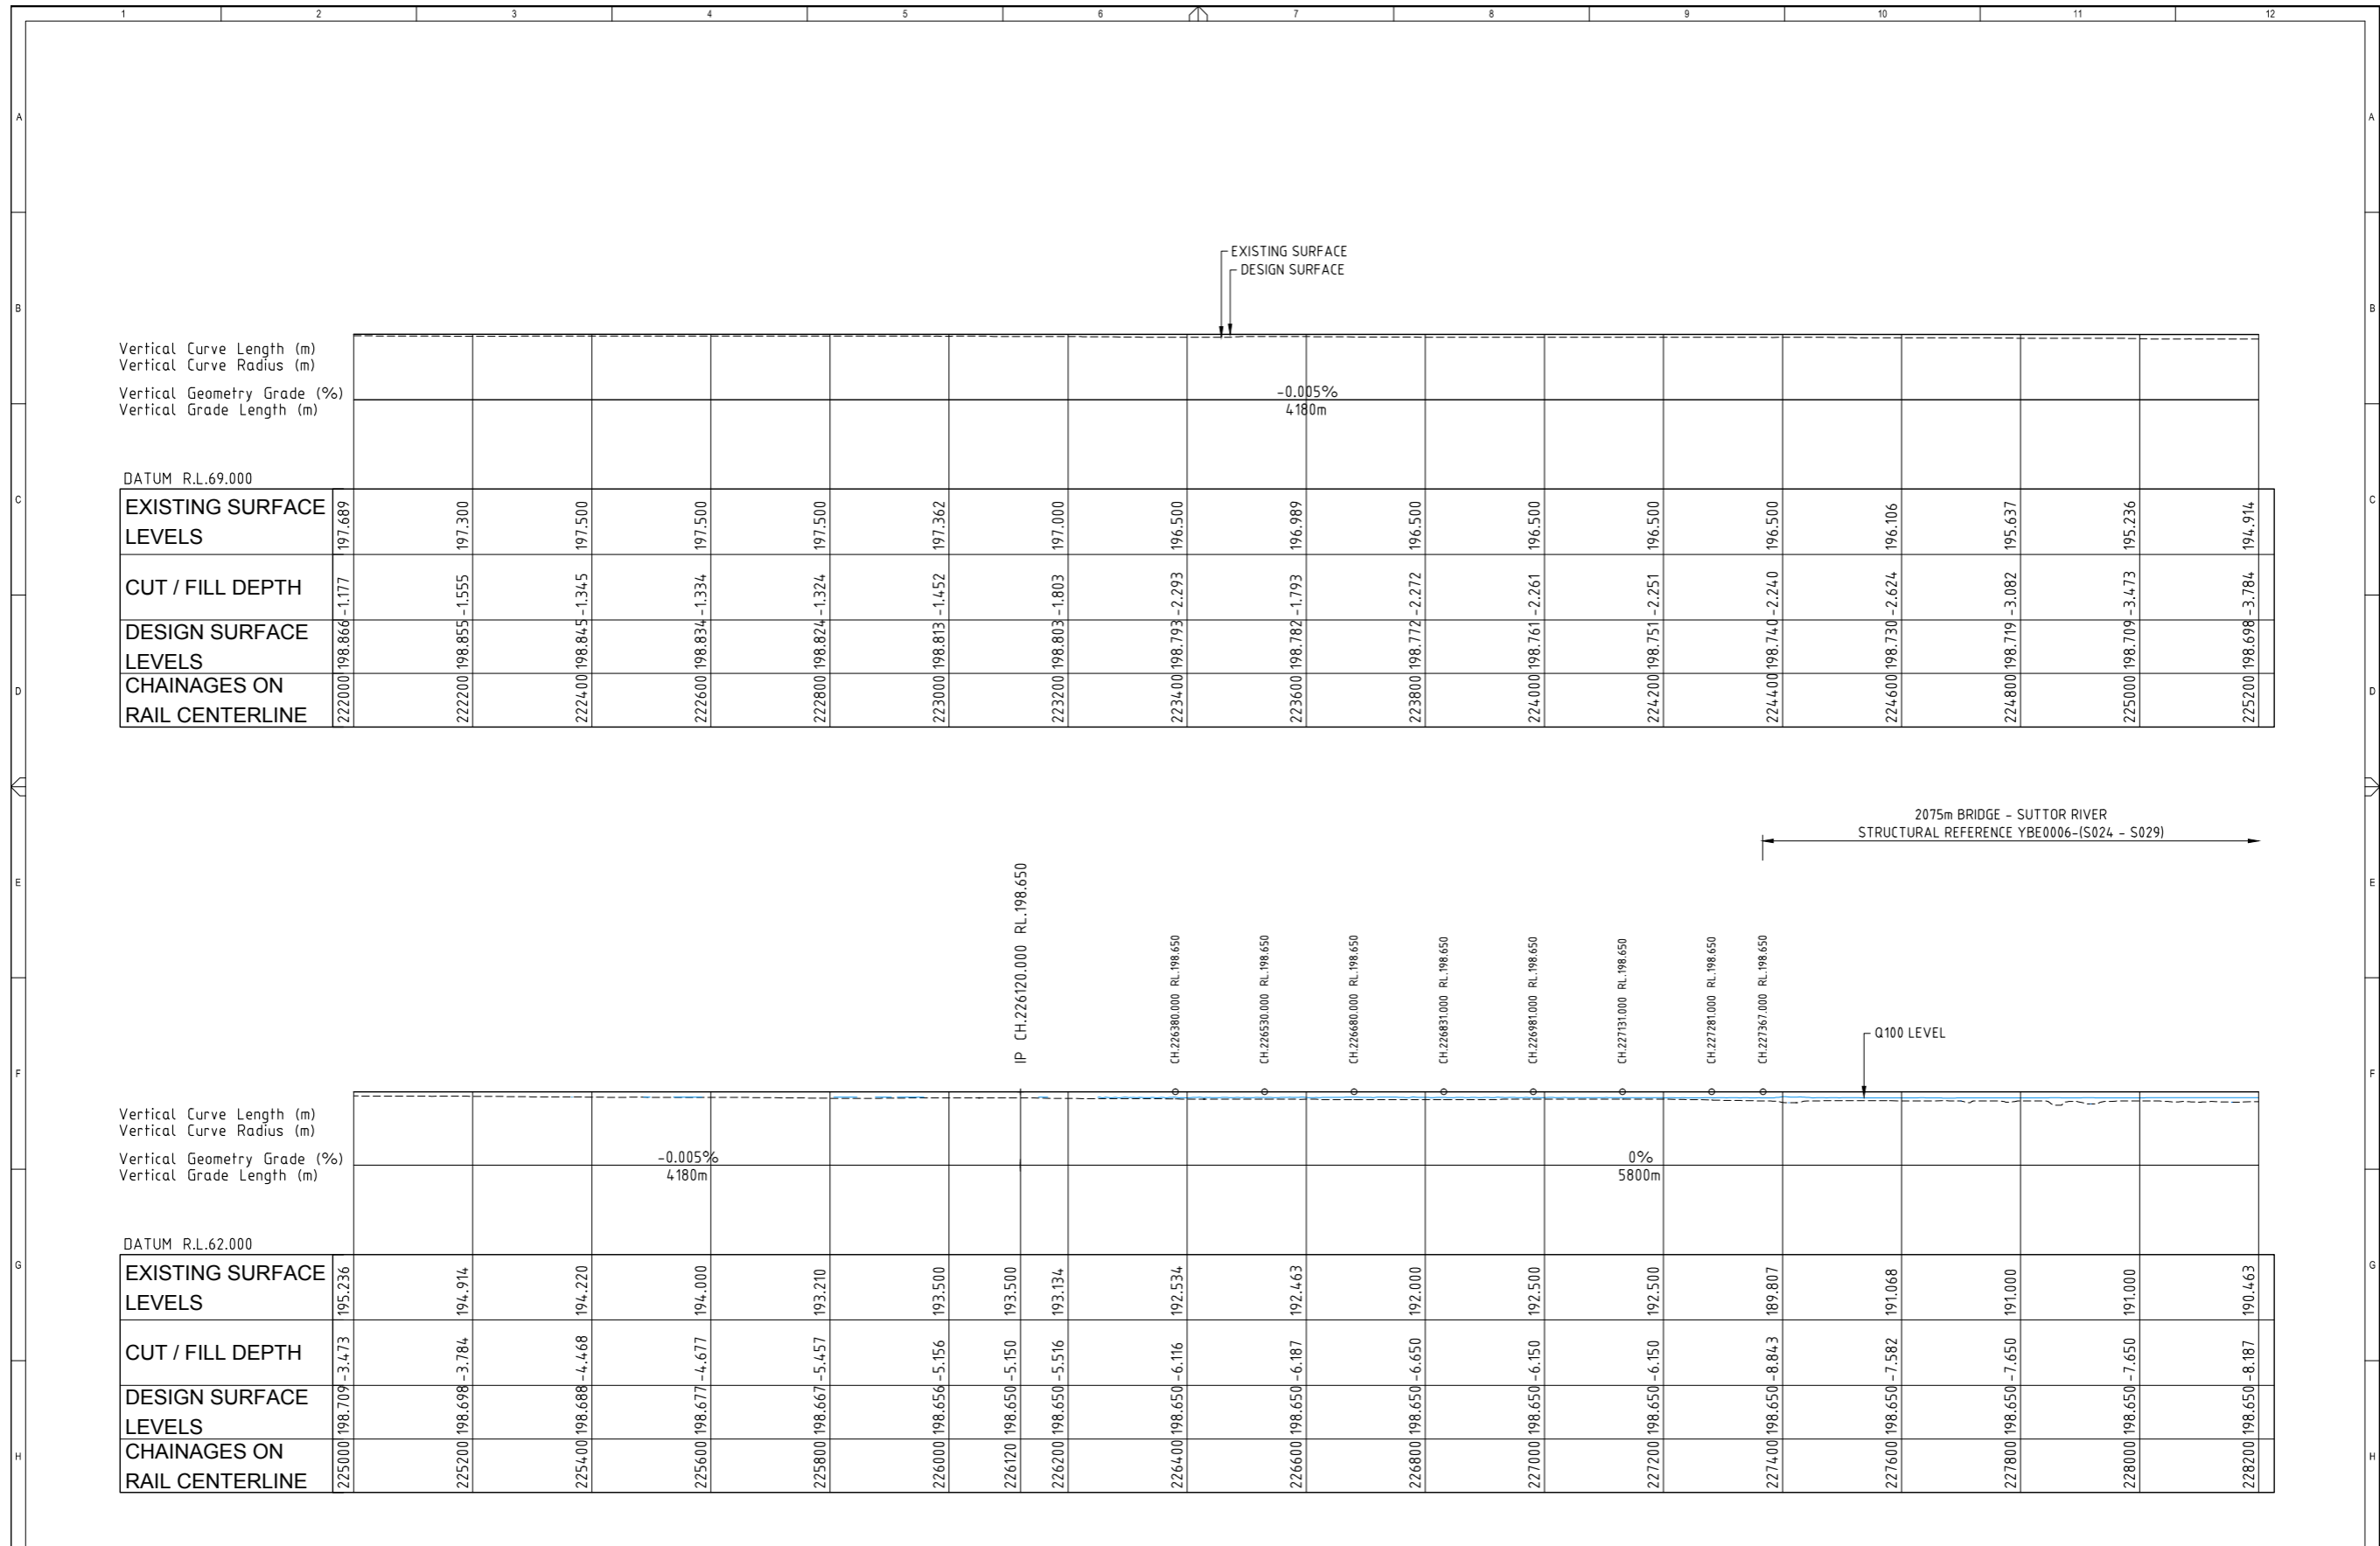 1 2 3 4 5 6 7 8 9 10 11 12
A A
EXISTING SURFACE
DESIGN SURFACE
B B
Vertical Curve Length (m)
Vertical Curve Radius (m)
Vertical Geometry Grade (%) -0.005%
Vertical Grade Length (m) 4180m
DATUM R.L.69.000
C C
EXISTING SURFACE LEVELS 197.689 197.300 197.500 197.500 197.500 197.362 197.000 196.500 196.989 196.500 196.500 196.500 196.500 196.106 195.637 195.236 194.914
CUT / FILL DEPTH -1.177 -1.555 -1.345 -1.334 -1.324 -1.452 -1.803 -2.293 -1.793 -2.272 -2.261 -2.251 -2.240 -2.624 -3.082 -3.473 -3.784
DESIGN SURFACE LEVELS 198.866 198.855 198.845 198.834 198.824 198.813 198.803 198.793 198.782 198.772 198.761 198.751 198.740 198.730 198.719 198.709 198.698
D D
CHAINAGES ON RAIL CENTERLINE 222000 222200 222400 222600 222800 223000 223200 223400 223600 223800 224000 224200 224400 224600 224800 225000 225200
2075m BRIDGE - SUTTOR RIVER
STRUCTURAL REFERENCE YBE0006-(S024 - S029)
E E
IP CH.226120.000 RL.198.650
CH.226380.000 RL.198.650
CH.226530.000 RL.198.650
CH.226680.000 RL.198.650
CH.226831.000 RL.198.650
CH.226981.000 RL.198.650
CH.227131.000 RL.198.650
CH.227281.000 RL.198.650
CH.227367.000 RL.198.650
Q100 LEVEL
F F
Vertical Curve Length (m)
Vertical Curve Radius (m)
Vertical Geometry Grade (%) -0.005% 0%
Vertical Grade Length (m) 4180m 5800m
DATUM R.L.62.000
G G
EXISTING SURFACE LEVELS 195.236 194.914 194.220 194.000 193.210 193.500 193.500 193.134 192.534 192.463 192.000 192.500 192.500 189.807 191.068 191.000 191.000 190.463
CUT / FILL DEPTH -3.473 -3.784 -4.468 -4.677 -5.457 -5.156 -5.150 -5.516 -6.116 -6.187 -6.650 -6.150 -6.150 -8.843 -7.582 -7.650 -7.650 -8.187
DESIGN SURFACE LEVELS 198.709 198.698 198.688 198.677 198.667 198.656 198.650 198.650 198.650 198.650 198.650 198.650 198.650 198.650 198.650 198.650 198.650 198.650
H H
CHAINAGES ON RAIL CENTERLINE 225000 225200 225400 225600 225800 226000 226120 226200 226400 226600 226800 227000 227200 227400 227600 227800 228000 228200